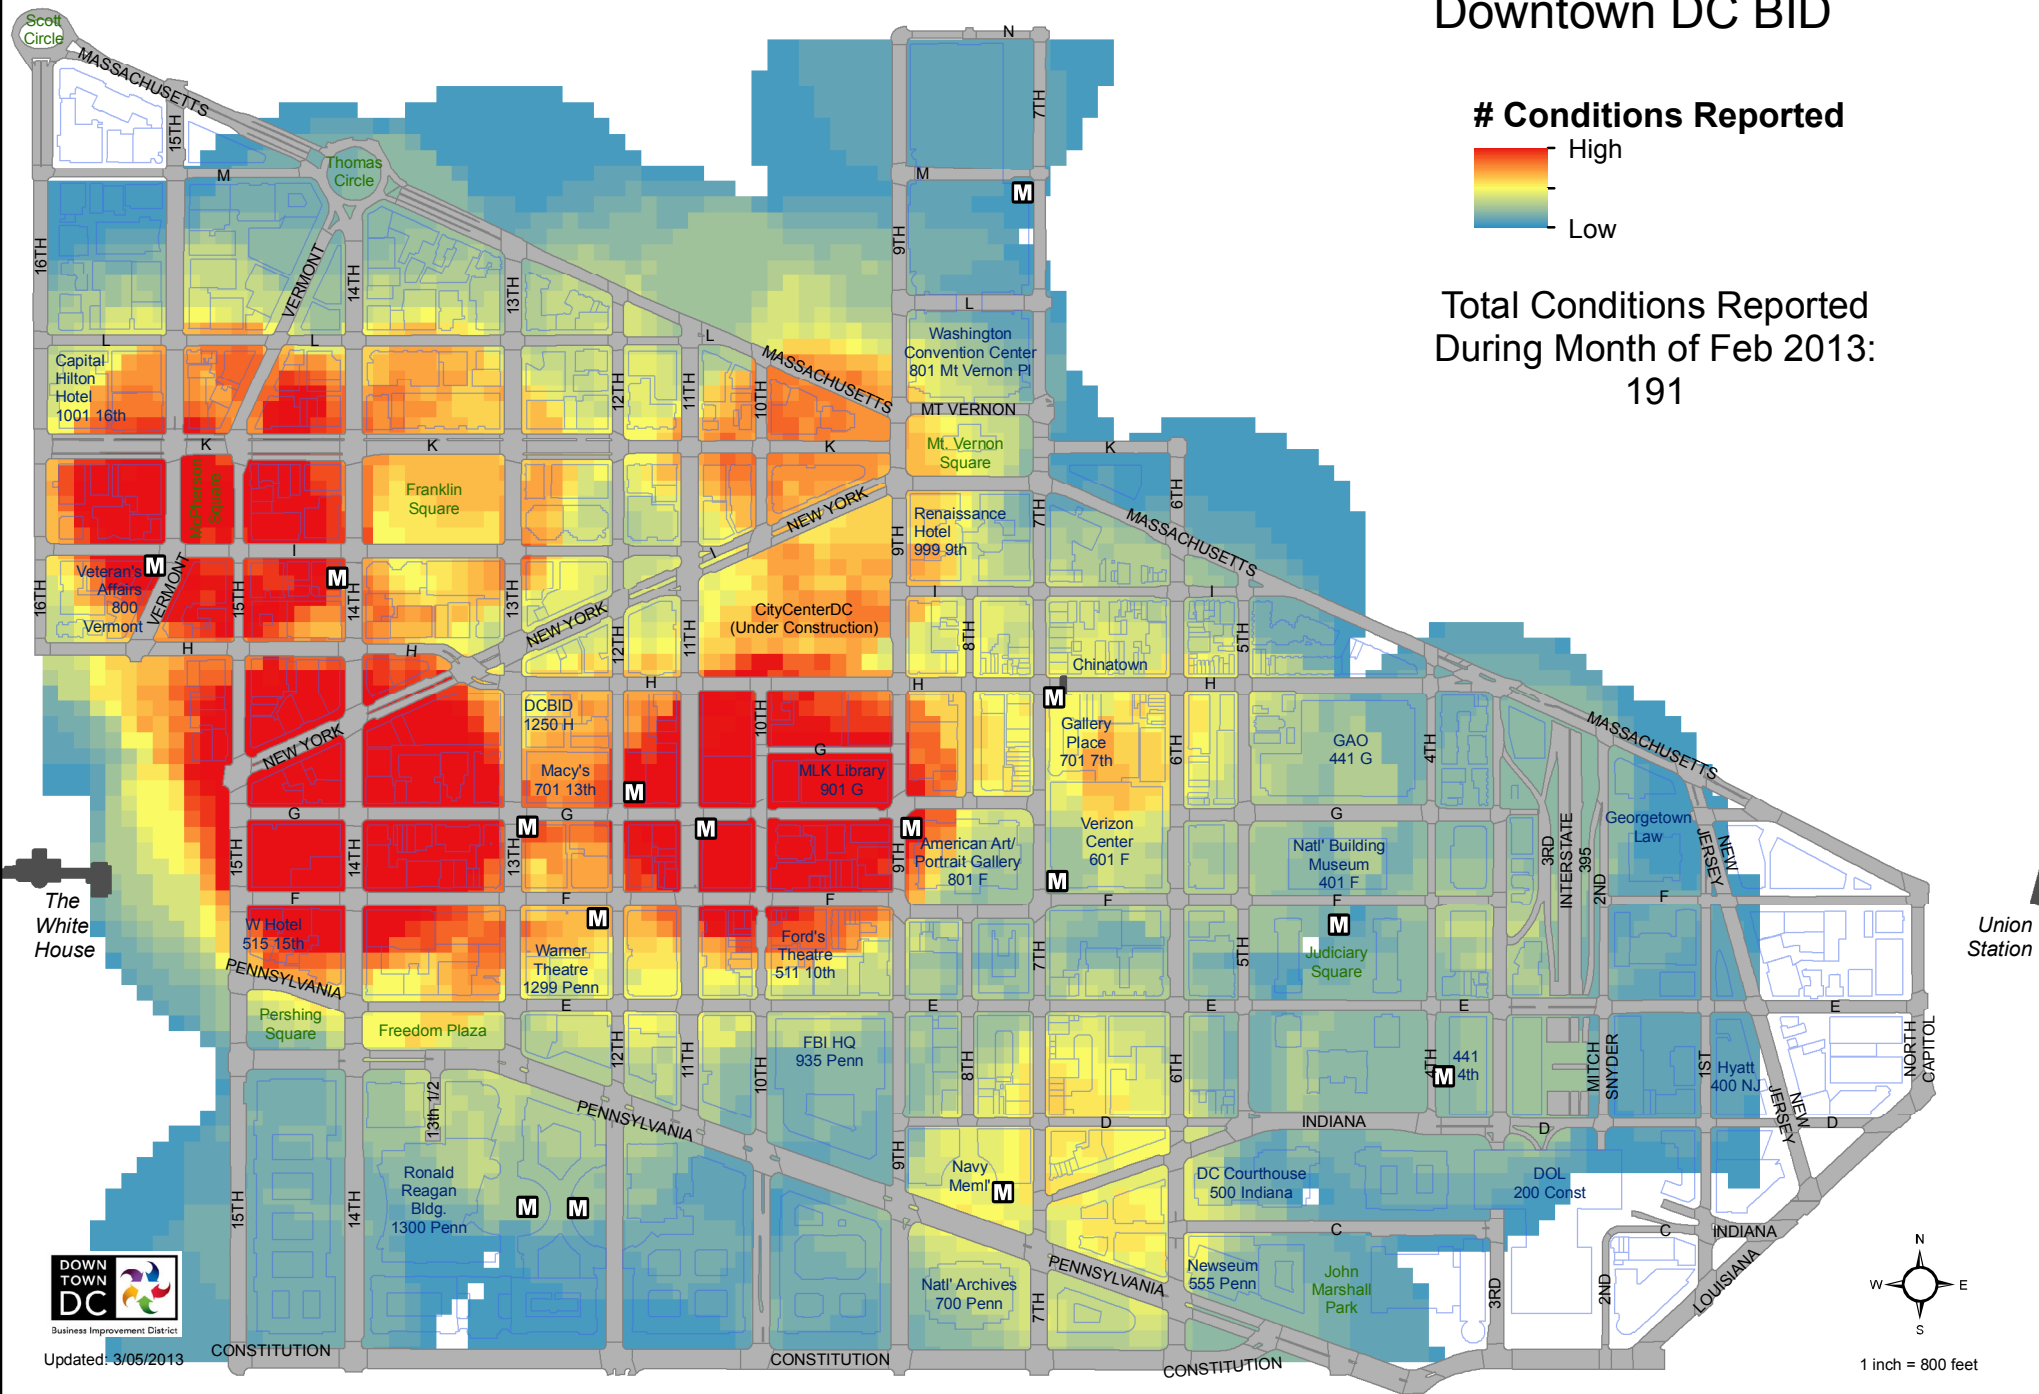 Downtown DC BID
# Conditions Reported
High
Low
Total Conditions Reported
During Month of Feb 2013:
191
Scott
Circle
MASSACHUSETTS
15TH
M
Thomas
Circle
16TH
VERMONT
14TH
13TH
N
7TH
M
M
9TH
L
L
L
L
Capital
Hilton
Hotel
1001 16th
12TH
11TH
10TH
MASSACHUSETTS
Washington
Convention Center
801 Mt Vernon Pl
MT VERNON
K
K
K
K
Mt. Vernon
Square
McPherson
Square
Franklin
Square
NEW YORK
Renaissance
Hotel
999 9th
9TH
7TH
6TH
MASSACHUSETTS
I
I
I
I
Veteran's
Affairs
800
Vermont
M
VERMONT
M
16TH
15TH
14TH
13TH
NEW YORK
12TH
11TH
CityCenterDC
(Under Construction)
8TH
Chinatown
5TH
H
H
H
H
H
DCBID
1250 H
10TH
M
Gallery
Place
701 7th
6TH
GAO
441 G
4TH
MASSACHUSETTS
NEW YORK
G
MLK Library
901 G
Macy's
701 13th
M
G
G
G
M
M
M
15TH
14TH
13TH
9TH
American Art/
Portrait Gallery
801 F
Verizon
Center
601 F
M
Natl' Building
Museum
401 F
3RD
INTERSTATE
395
2ND
Georgetown
Law
NEW
JERSEY
The
White
House
F
F
F
F
F
F
W Hotel
515 15th
M
Warner
Theatre
1299 Penn
Ford's
Theatre
511 10th
7TH
5TH
M
Judiciary
Square
Union
Station
PENNSYLVANIA
E
E
E
E
E
Pershing
Square
Freedom Plaza
12TH
11TH
10TH
FBI HQ
935 Penn
8TH
6TH
4TH
441
4th
M
MITCH
SNYDER
1ST
Hyatt
400 NJ
NORTH
CAPITOL
NEW
JERSEY
13th 1/2
PENNSYLVANIA
D
INDIANA
D
D
9TH
Navy
Meml'
M
DC Courthouse
500 Indiana
DOL
200 Const
15TH
14TH
Ronald
Reagan
Bldg.
1300 Penn
M
M
C
C
INDIANA
PENNSYLVANIA
Natl' Archives
700 Penn
7TH
Newseum
555 Penn
John
Marshall
Park
3RD
2ND
LOUISIANA
N
W
E
S
DOWN
TOWN
DC
Business Improvement District
Updated: 3/05/2013
CONSTITUTION
CONSTITUTION
CONSTITUTION
1 inch = 800 feet